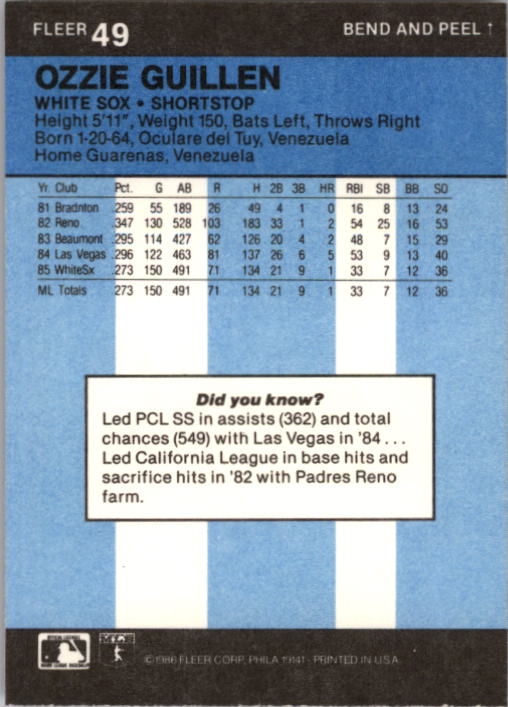 FLEER 49 BEND AND PEEL ↑
OZZIE GUILLEN
WHITE SOX • SHORTSTOP
Height 5'11", Weight 150, Bats Left, Throws Right
Born 1-20-64, Oculare del Tuy, Venezuela
Home Guarenas, Venezuela
Yr. Club Pct. G AB R H 2B 3B HR RBI SB BB SO
81 Bradnton .259 55 189 26 49 4 1 0 16 8 13 24
82 Reno .347 130 528 103 183 33 1 2 54 25 16 53
83 Beaumont .295 114 427 62 126 20 4 2 48 7 15 29
84 Las Vegas .296 122 463 81 137 26 6 5 53 9 13 40
85 WhiteSx .273 150 491 71 134 21 9 1 33 7 12 36
ML Totals .273 150 491 71 134 21 9 1 33 7 12 36
Did you know?
Led PCL SS in assists (362) and total
chances (549) with Las Vegas in '84 . . .
Led California League in base hits and
sacrifice hits in '82 with Padres Reno
farm.
©1986 FLEER CORP. PHILA 19141 - PRINTED IN U.S.A.